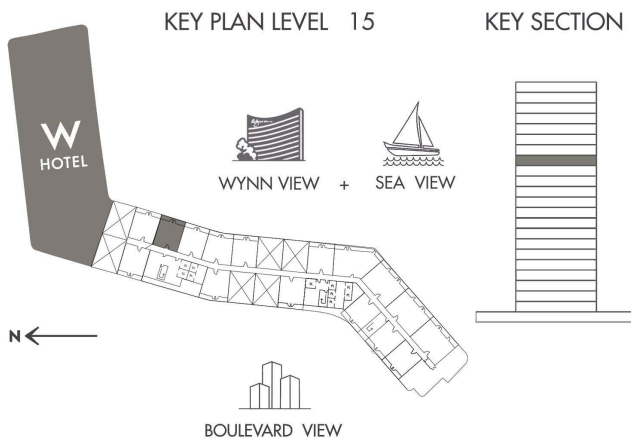 KEY PLAN LEVEL 15
KEY SECTION
W
HOTEL
WYNN VIEW + SEA VIEW
N
BOULEVARD VIEW